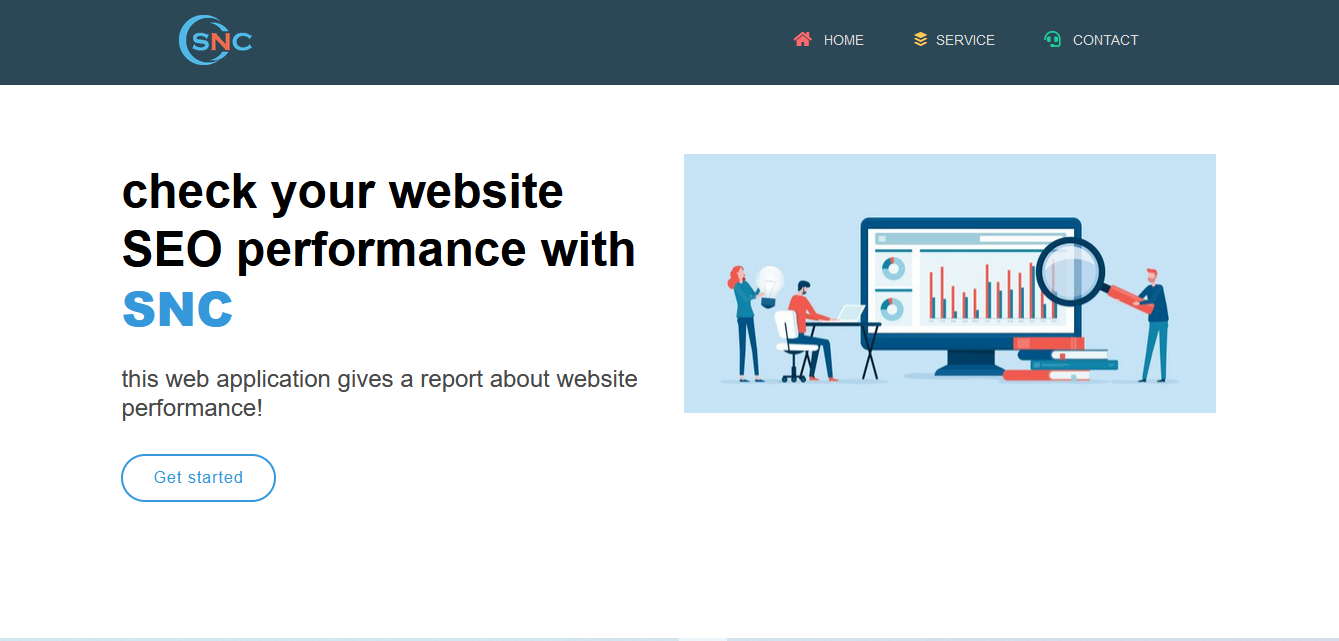 SNC
HOME
SERVICE
CONTACT
check your website
SEO performance with
SNC
this web application gives a report about website
performance!
Get started